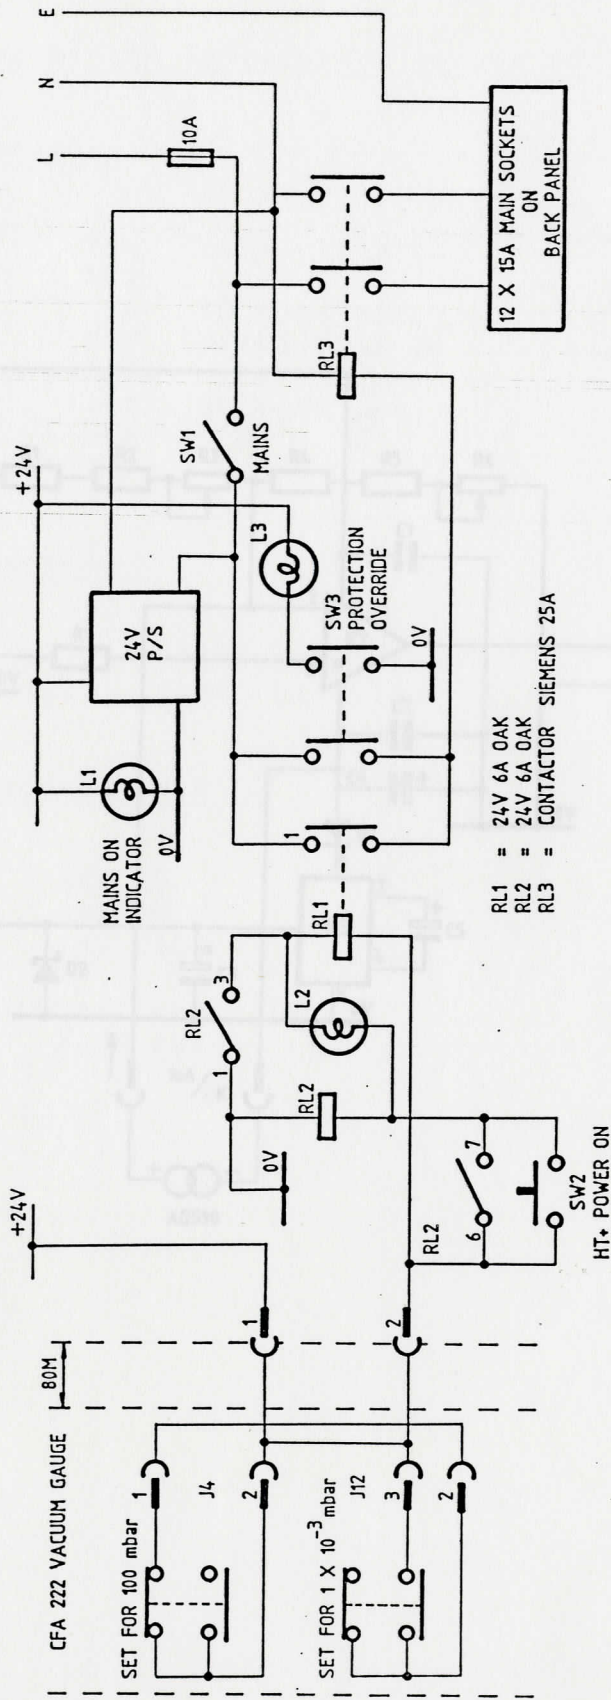 CFA 222 VACUUM GAUGE
80M
SET FOR 100 mbar
1
J4
2
SET FOR 1 X 10⁻³ mbar
J12
3
2
1
2
+24V
0V
RL2
1
3
RL2
L2
RL1
RL2
6
7
SW2
HT+ POWER ON
MAINS ON
INDICATOR
L1
0V
24V
P/S
+24V
1
SW3
PROTECTION
OVERRIDE
0V
L3
SW1
MAINS
RL3
10A
L
N
E
12 X 15A MAIN SOCKETS
ON
BACK PANEL
RL1 = 24V 6A OAK
RL2 = 24V 6A OAK
RL3 = CONTACTOR SIEMENS 25A